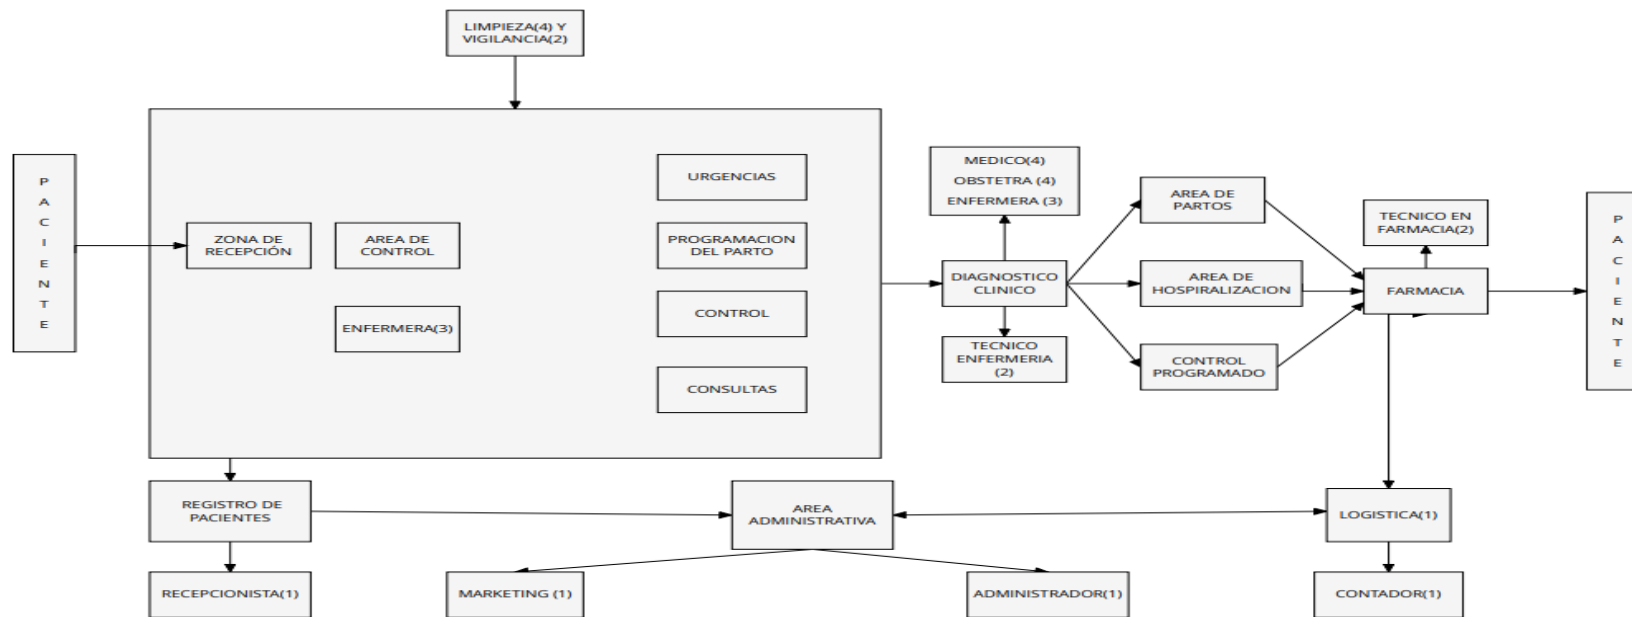 LIMPIEZA(4) Y
VIGILANCIA(2)
P
A
C
I
E
N
T
E
ZONA DE
RECEPCIÓN
AREA DE
CONTROL
ENFERMERA(3)
URGENCIAS
PROGRAMACION
DEL PARTO
CONTROL
CONSULTAS
MEDICO(4)
OBSTETRA (4)
ENFERMERA (3)
DIAGNOSTICO
CLINICO
TECNICO
ENFERMERIA
(2)
AREA DE
PARTOS
AREA DE
HOSPIRALIZACION
CONTROL
PROGRAMADO
TECNICO EN
FARMACIA(2)
FARMACIA
P
A
C
I
E
N
T
E
REGISTRO DE
PACIENTES
AREA
ADMINISTRATIVA
LOGISTICA(1)
RECEPCIONISTA(1)
MARKETING (1)
ADMINISTRADOR(1)
CONTADOR(1)